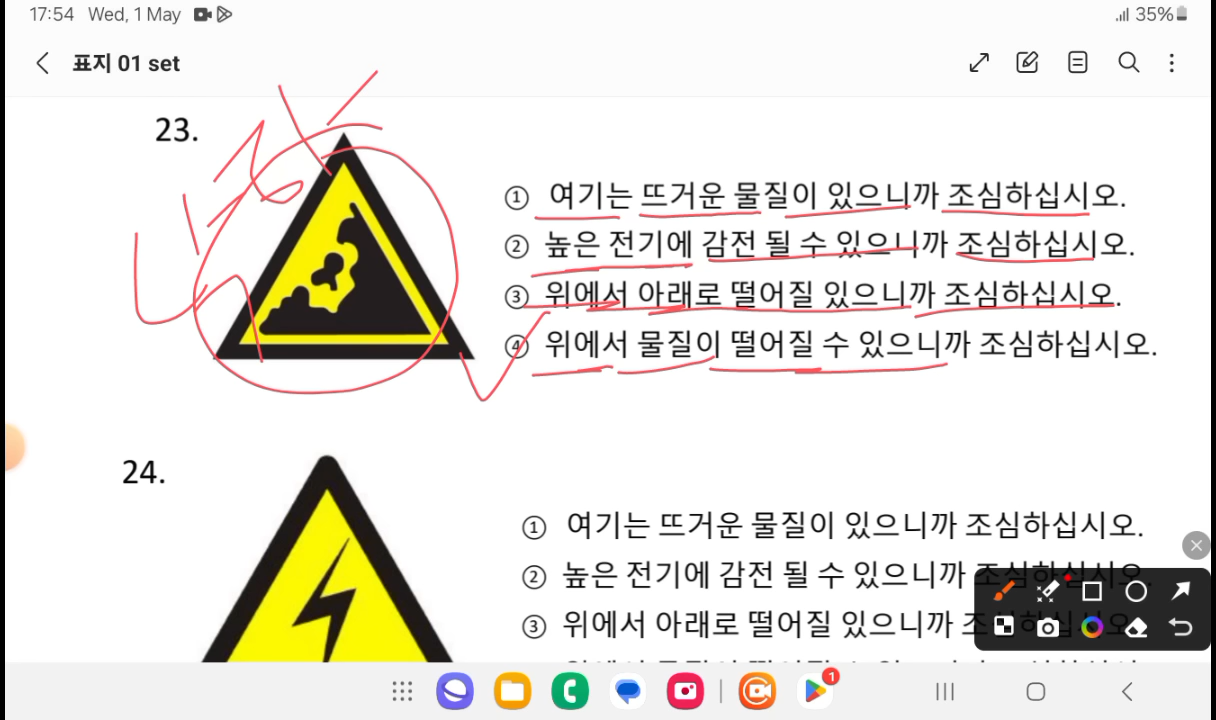 17:54 Wed, 1 May 35%
표지 01 set
23.
① 여기는 뜨거운 물질이 있으니까 조심하십시오.
② 높은 전기에 감전 될 수 있으니까 조심하십시오.
③ 위에서 아래로 떨어질 있으니까 조심하십시오.
④ 위에서 물질이 떨어질 수 있으니까 조심하십시오.
24.
① 여기는 뜨거운 물질이 있으니까 조심하십시오.
② 높은 전기에 감전 될 수 있으니까 조심하십시오.
③ 위에서 아래로 떨어질 있으니까
1